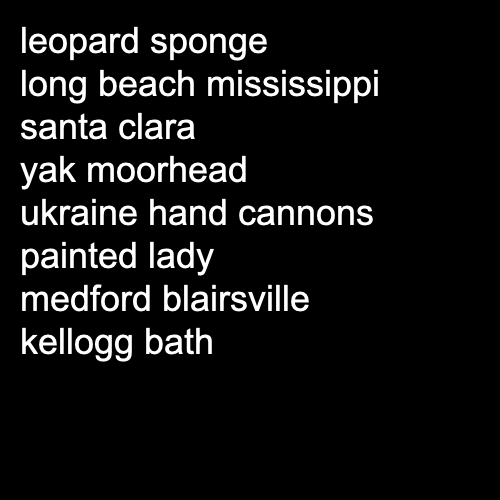 leopard sponge
long beach mississippi
santa clara
yak moorhead
ukraine hand cannons
painted lady
medford blairsville
kellogg bath